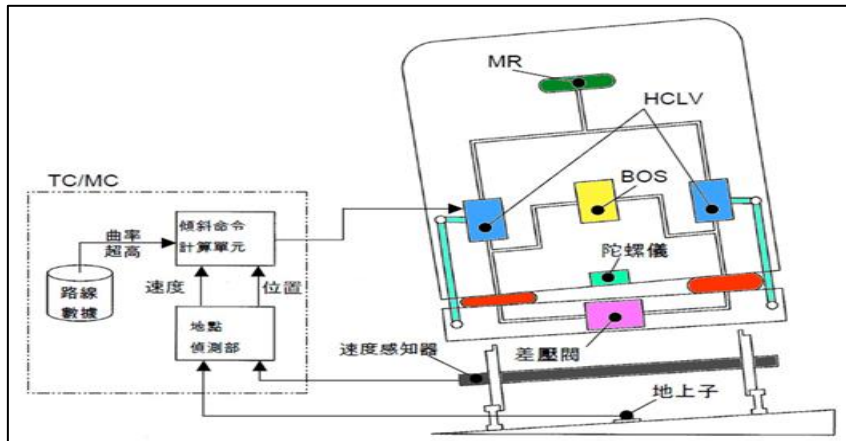 MR
HCLV
TC/MC
BOS
曲率
超高
傾斜命令
計算單元
路線
數據
速度
位置
陀螺儀
地點
偵測部
速度感知器
差壓閥
地上子